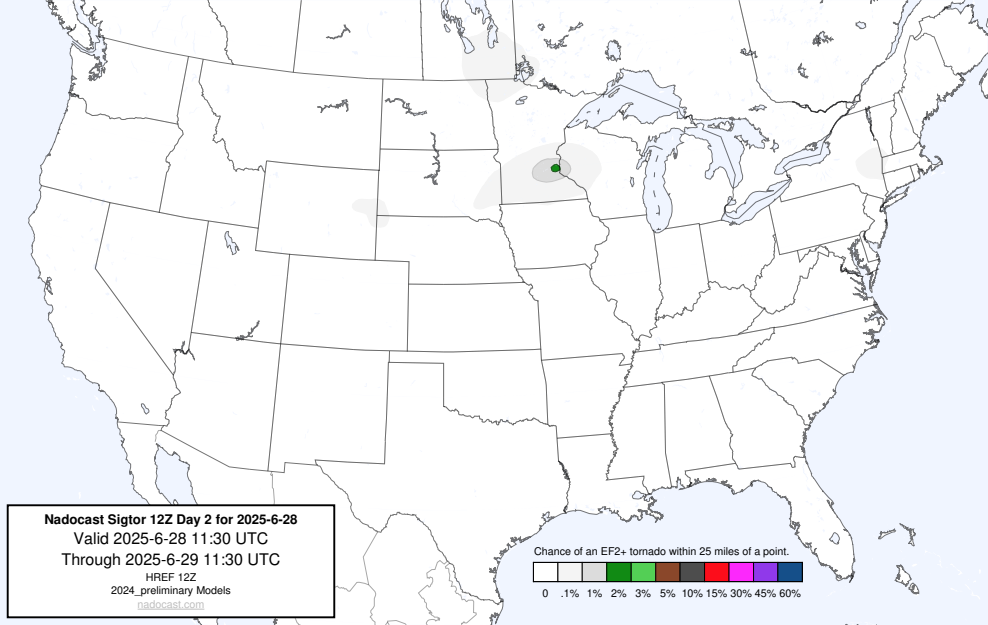 Nadocast Sigtor 12Z Day 2 for 2025-6-28
Valid 2025-6-28 11:30 UTC
Through 2025-6-29 11:30 UTC
HREF 12Z
2024_preliminary Models
nadocast.com
Chance of an EF2+ tornado within 25 miles of a point.
0 .1% 1% 2% 3% 5% 10% 15% 30% 45% 60%